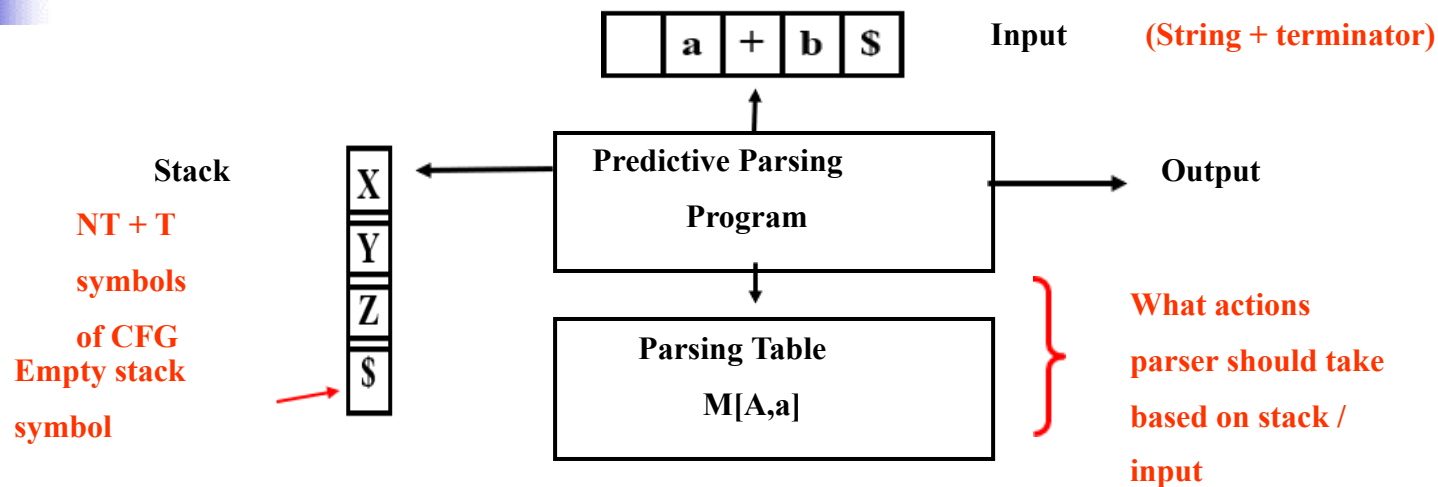 a + b $
Input
(String + terminator)
Stack
NT + T
symbols
of CFG
Empty stack
symbol
X
Y
Z
$
Predictive Parsing
Program
Output
Parsing Table
M[A,a]
What actions
parser should take
based on stack /
input